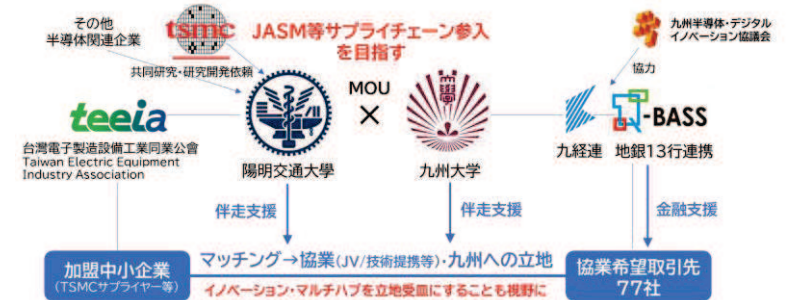 その他
半導体関連企業
tsmc
JASM等サプライチェーン参入
を目指す
九州半導体・デジタル
イノベーション協議会
共同研究・研究開発依頼
協力
MOU
×
teeia
Q-BASS
台灣電子製造設備工業同業公會
Taiwan Electric Equipment
Industry Association
陽明交通大學
九州大学
九経連
地銀13行連携
伴走支援
伴走支援
金融支援
加盟中小企業
(TSMCサプライヤー等)
マッチング→協業(JV/技術提携等)・九州への立地
イノベーション・マルチハブを立地受皿にすることも視野に
協業希望取引先
77社